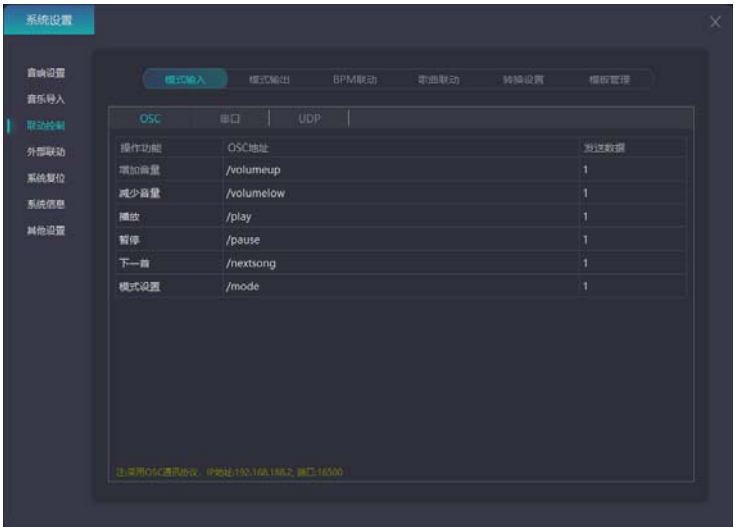 系统设置
音响设置
音乐导入
联动控制
外部联动
系统复位
系统信息
其他设置
模式输入 模式输出 BPM联动 歌曲联动 转换设置 模板管理
OSC 串口 UDP
操作功能 OSC地址 发送数据
增加音量 /volumeup 1
减少音量 /volumelow 1
播放 /play 1
暂停 /pause 1
下一首 /nextsong 1
模式设置 /mode 1
注:采用OSC通讯协议, IP地址:192.168.188.2, 端口:16500